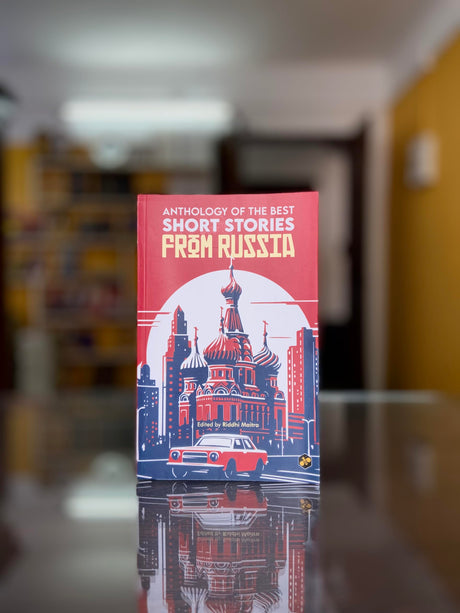 ANTHOLOGY OF THE BEST
SHORT STORIES
FROM RUSSIA
Edited by Riddhi Maitra